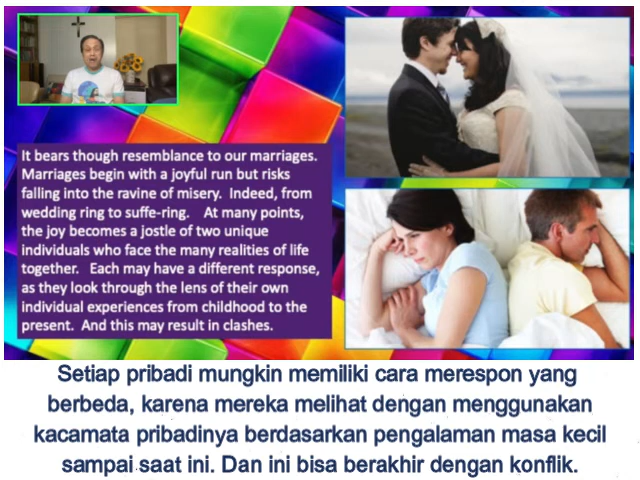 It bears though resemblance to our marriages.
Marriages begin with a joyful run but risks
falling into the ravine of misery.  Indeed, from
wedding ring to suffe-ring.    At many points,
the joy becomes a jostle of two unique
individuals who face the many realities of life
together.   Each may have a different response,
as they look through the lens of their own
individual experiences from childhood to the
present.  And this may result in clashes.
Setiap pribadi mungkin memiliki cara merespon yang
berbeda, karena mereka melihat dengan menggunakan
kacamata pribadinya berdasarkan pengalaman masa kecil
sampai saat ini. Dan ini bisa berakhir dengan konflik.